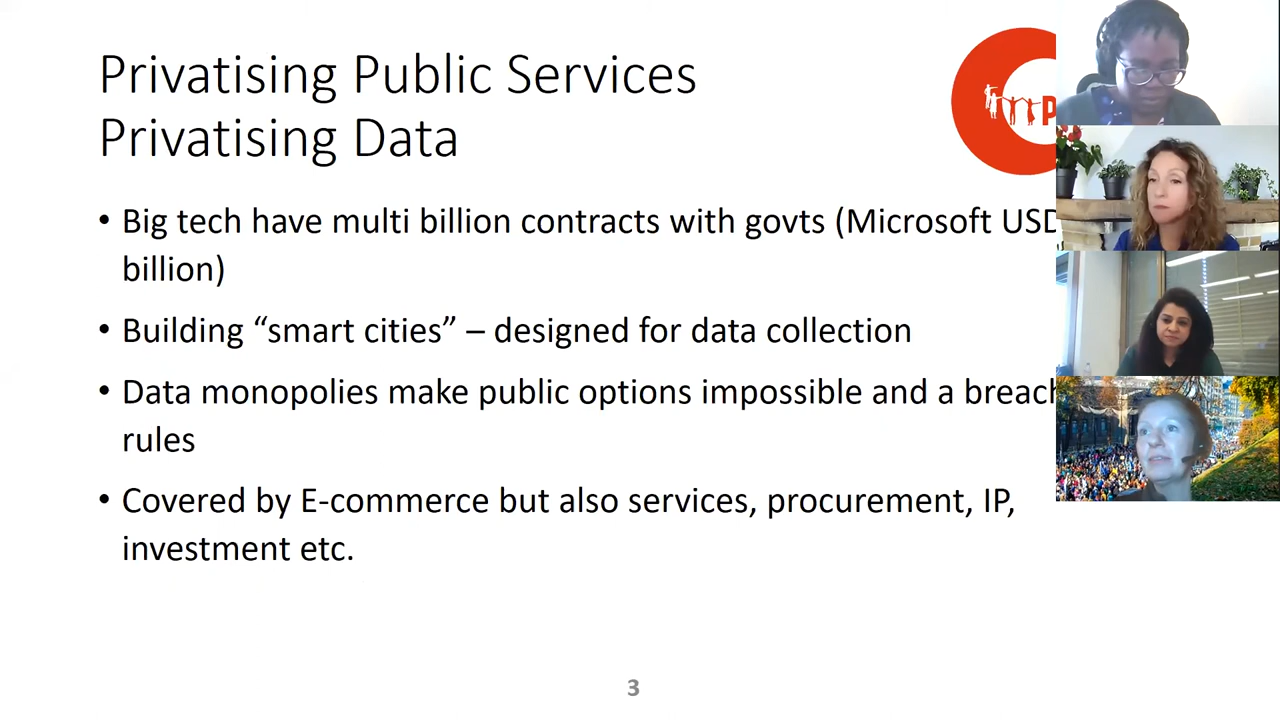 Privatising Public Services
Privatising Data
• Big tech have multi billion contracts with govts (Microsoft USD
billion)
• Building “smart cities” – designed for data collection
• Data monopolies make public options impossible and a breach
rules
• Covered by E-commerce but also services, procurement, IP,
investment etc.
P
3